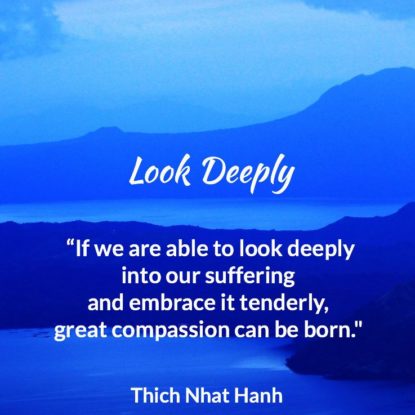 Look Deeply
“If we are able to look deeply
into our suffering
and embrace it tenderly,
great compassion can be born."
Thich Nhat Hanh